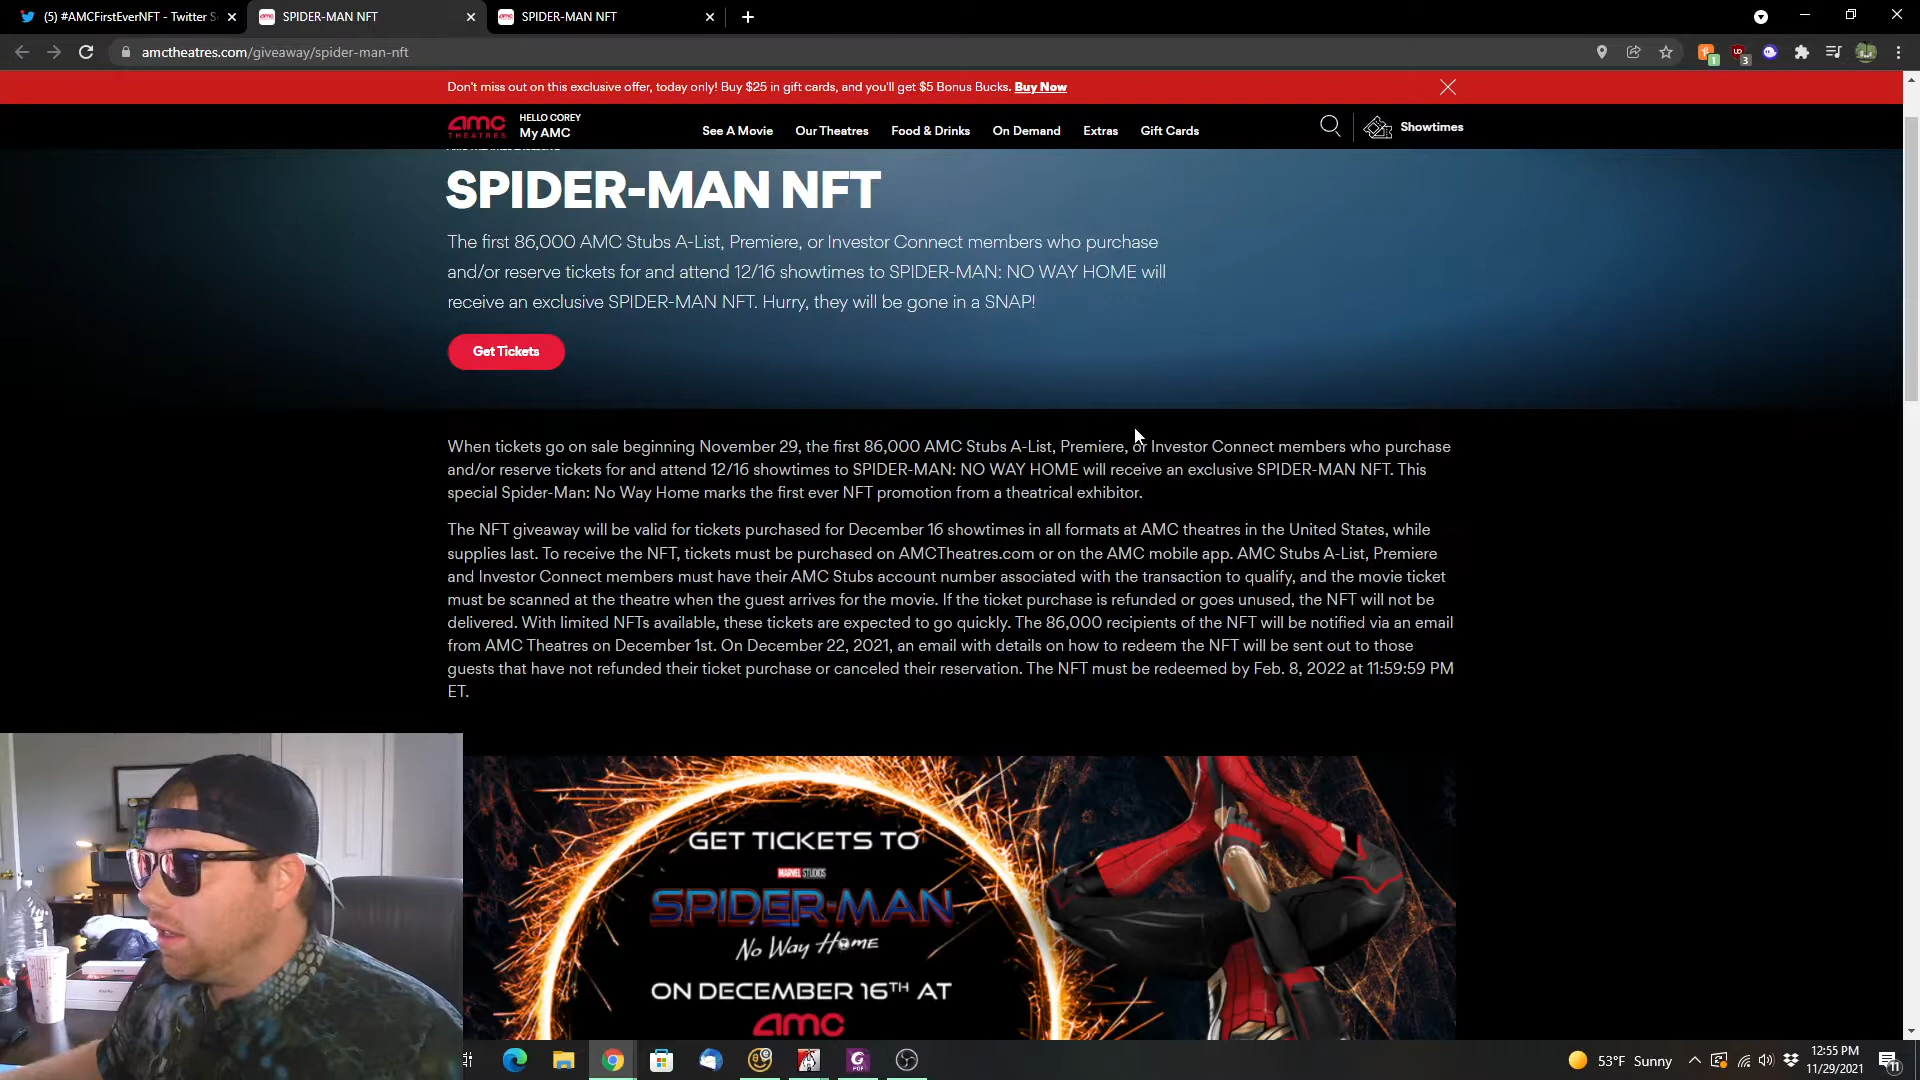 (5) #AMCFirstEverNFT - Twitter S
SPIDER-MAN NFT
SPIDER-MAN NFT
amctheatres.com/giveaway/spider-man-nft
Don't miss out on this exclusive offer, today only! Buy $25 in gift cards, and you'll get $5 Bonus Bucks. Buy Now
amc
THEATRES
HELLO COREY
My AMC
See A Movie
Our Theatres
Food & Drinks
On Demand
Extras
Gift Cards
Showtimes
SPIDER-MAN NFT
The first 86,000 AMC Stubs A-List, Premiere, or Investor Connect members who purchase
and/or reserve tickets for and attend 12/16 showtimes to SPIDER-MAN: NO WAY HOME will
receive an exclusive SPIDER-MAN NFT. Hurry, they will be gone in a SNAP!
Get Tickets
When tickets go on sale beginning November 29, the first 86,000 AMC Stubs A-List, Premiere, or Investor Connect members who purchase
and/or reserve tickets for and attend 12/16 showtimes to SPIDER-MAN: NO WAY HOME will receive an exclusive SPIDER-MAN NFT. This
special Spider-Man: No Way Home marks the first ever NFT promotion from a theatrical exhibitor.
The NFT giveaway will be valid for tickets purchased for December 16 showtimes in all formats at AMC theatres in the United States, while
supplies last. To receive the NFT, tickets must be purchased on AMCTheatres.com or on the AMC mobile app. AMC Stubs A-List, Premiere
and Investor Connect members must have their AMC Stubs account number associated with the transaction to qualify, and the movie ticket
must be scanned at the theatre when the guest arrives for the movie. If the ticket purchase is refunded or goes unused, the NFT will not be
delivered. With limited NFTs available, these tickets are expected to go quickly. The 86,000 recipients of the NFT will be notified via an email
from AMC Theatres on December 1st. On December 22, 2021, an email with details on how to redeem the NFT will be sent out to those
guests that have not refunded their ticket purchase or canceled their reservation. The NFT must be redeemed by Feb. 8, 2022 at 11:59:59 PM
ET.
GET TICKETS TO
MARVEL STUDIOS
SPIDER-MAN
No Way Home
ON DECEMBER 16TH AT
amc
53°F Sunny
12:55 PM
11/29/2021
11